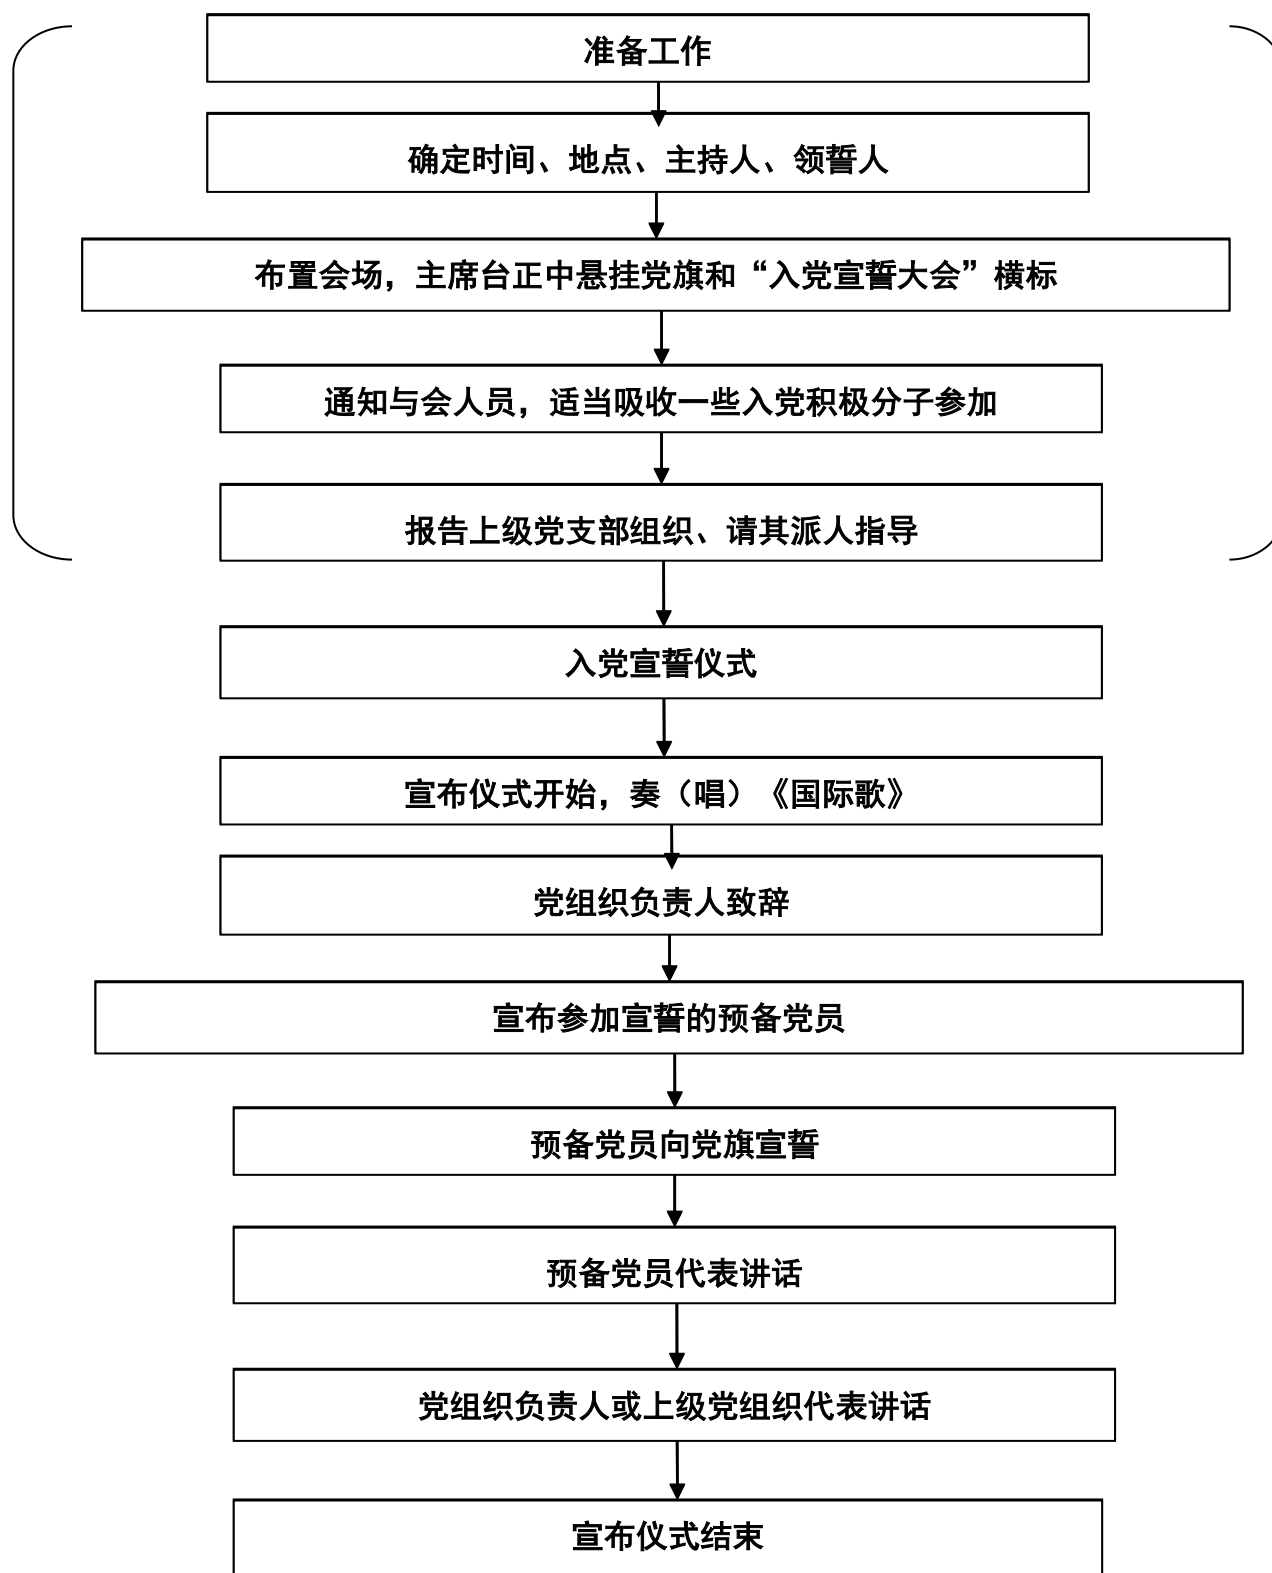 准备工作
确定时间、地点、主持人、领誓人
布置会场，主席台正中悬挂党旗和“入党宣誓大会”横标
通知与会人员，适当吸收一些入党积极分子参加
报告上级党支部组织、请其派人指导
入党宣誓仪式
宣布仪式开始，奏（唱）《国际歌》
党组织负责人致辞
宣布参加宣誓的预备党员
预备党员向党旗宣誓
预备党员代表讲话
党组织负责人或上级党组织代表讲话
宣布仪式结束